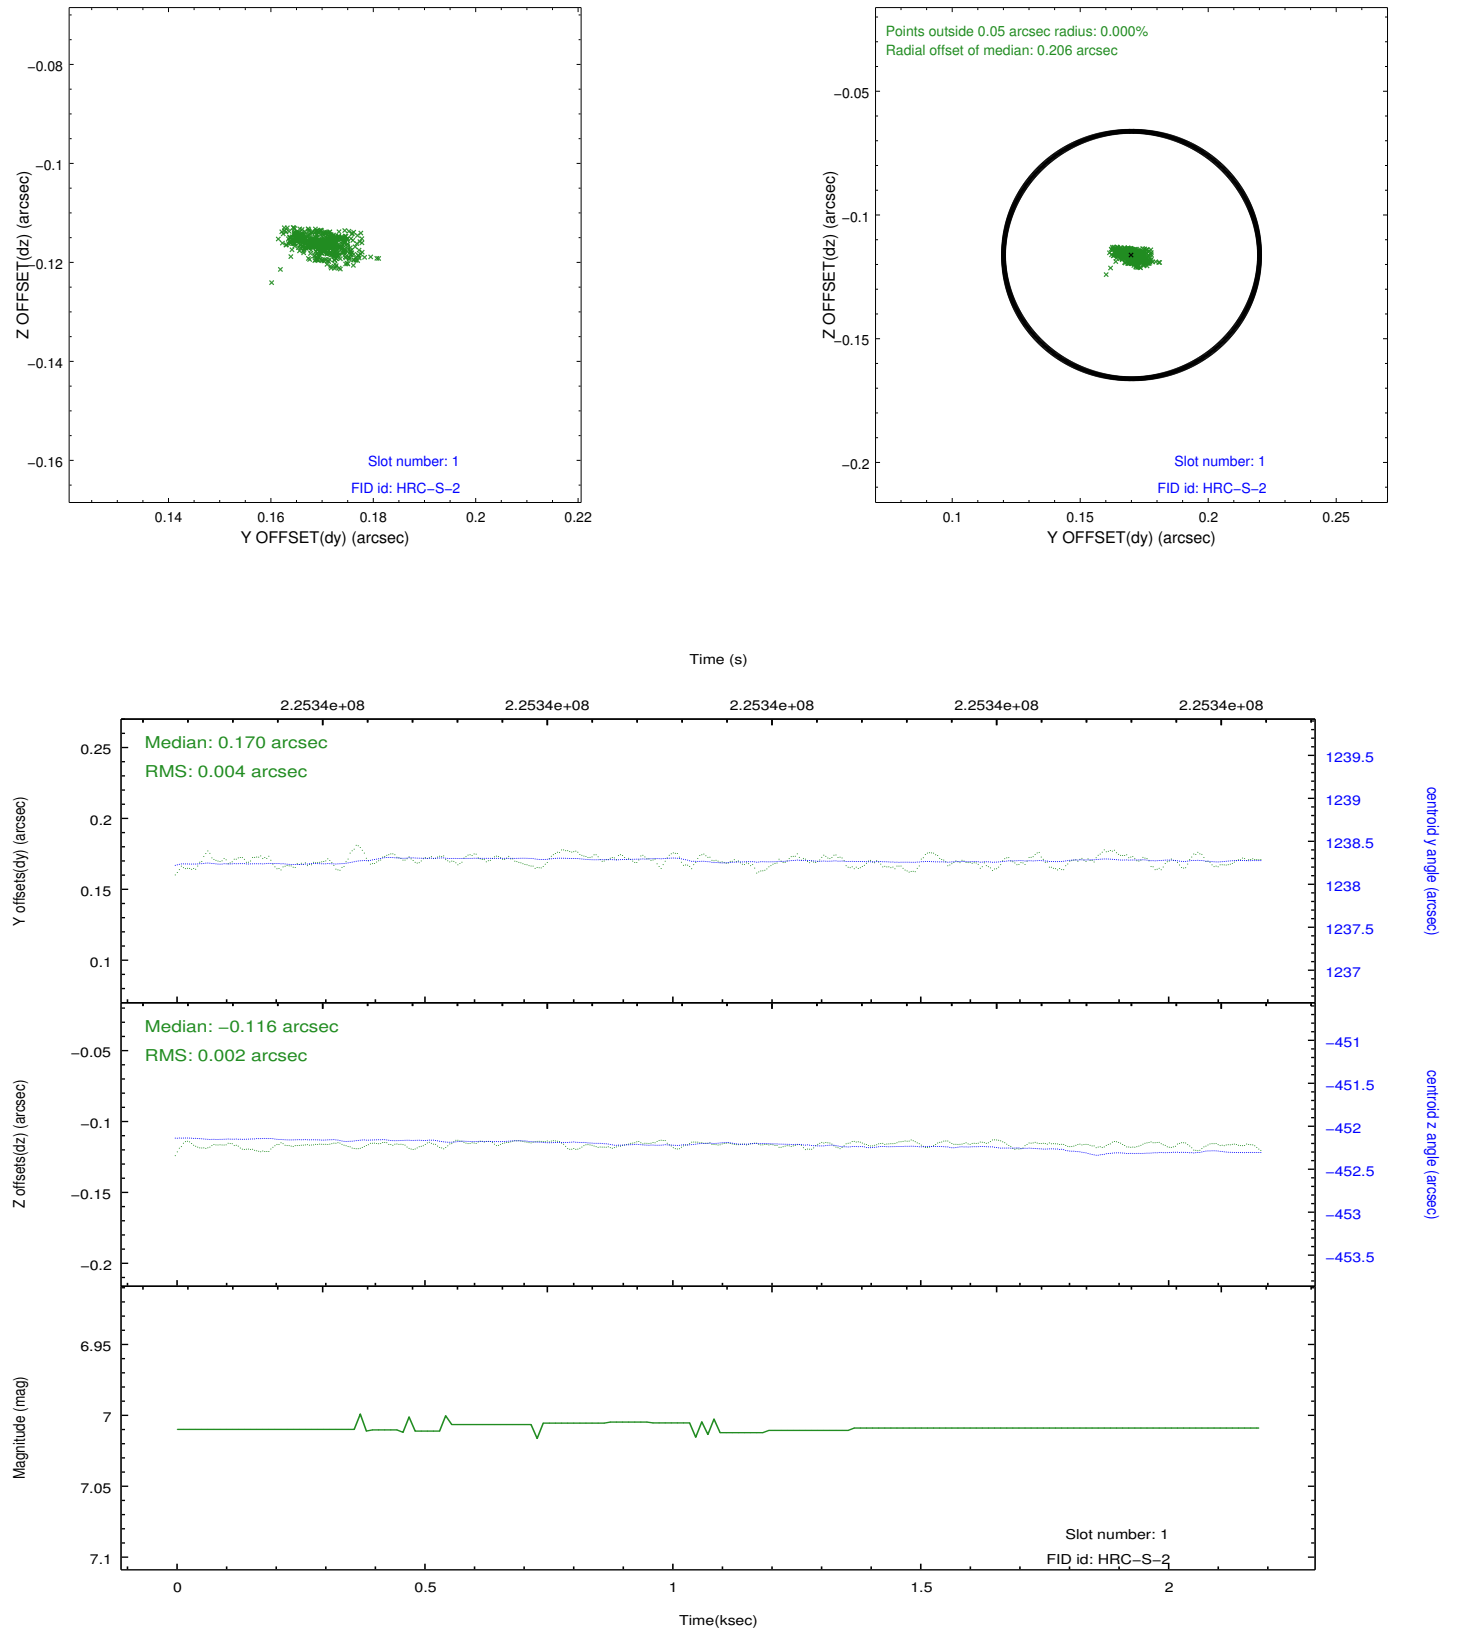 −0.08
−0.1
−0.12
−0.14
−0.16
Z OFFSET(dz) (arcsec)
Slot number: 1
FID id: HRC−S−2
0.14
0.16
0.18
0.2
0.22
Y OFFSET(dy) (arcsec)
Points outside 0.05 arcsec radius: 0.000%
Radial offset of median: 0.206 arcsec
−0.05
−0.1
−0.15
−0.2
Z OFFSET(dz) (arcsec)
Slot number: 1
FID id: HRC−S−2
0.1
0.15
0.2
0.25
Y OFFSET(dy) (arcsec)
Time (s)
2.2534e+08
2.2534e+08
2.2534e+08
2.2534e+08
2.2534e+08
Median: 0.170 arcsec
RMS: 0.004 arcsec
0.25
0.2
0.15
0.1
Y offsets(dy) (arcsec)
1239.5
1239
1238.5
1238
1237.5
1237
centroid y angle (arcsec)
Median: −0.116 arcsec
RMS: 0.002 arcsec
−0.05
−0.1
−0.15
−0.2
Z offsets(dz) (arcsec)
−451
−451.5
−452
−452.5
−453
−453.5
centroid z angle (arcsec)
6.95
7
7.05
7.1
Magnitude (mag)
Slot number: 1
FID id: HRC−S−2
0
0.5
1
1.5
2
Time(ksec)